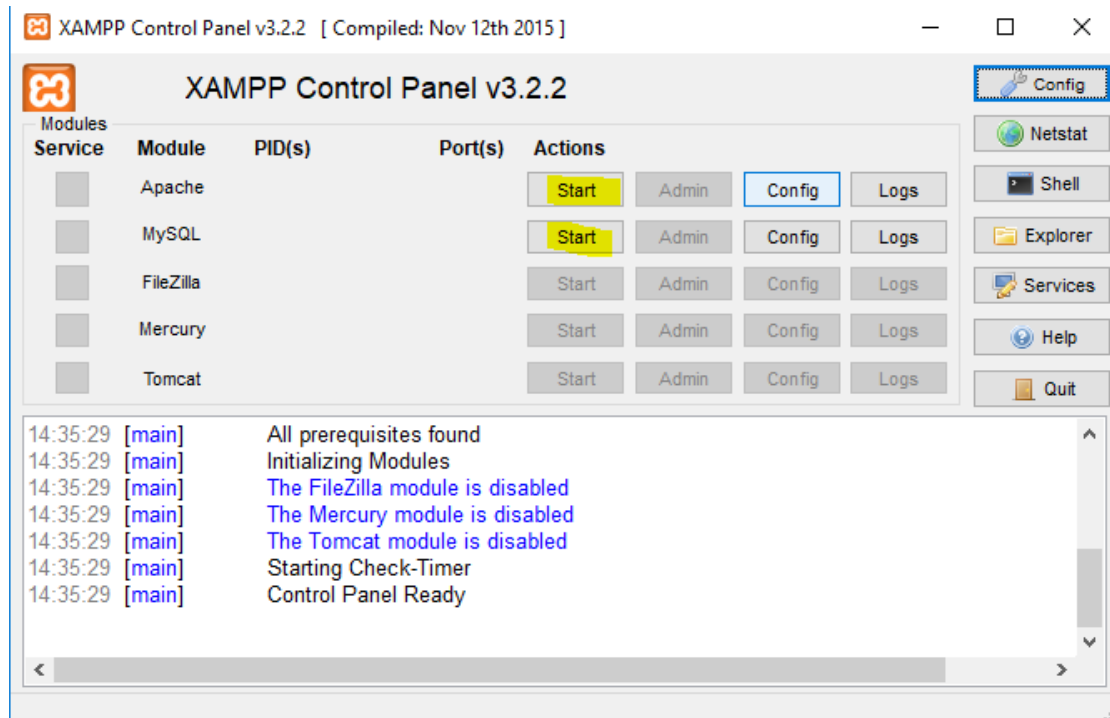 XAMPP Control Panel v3.2.2 [ Compiled: Nov 12th 2015 ]
XAMPP Control Panel v3.2.2
Config
Modules
Netstat
Service Module PID(s) Port(s) Actions
Apache Start Admin Config Logs
Shell
MySQL Start Admin Config Logs
Explorer
FileZilla Start Admin Config Logs
Services
Mercury Start Admin Config Logs
Help
Tomcat Start Admin Config Logs
Quit
14:35:29 [main] All prerequisites found
14:35:29 [main] Initializing Modules
14:35:29 [main] The FileZilla module is disabled
14:35:29 [main] The Mercury module is disabled
14:35:29 [main] The Tomcat module is disabled
14:35:29 [main] Starting Check-Timer
14:35:29 [main] Control Panel Ready